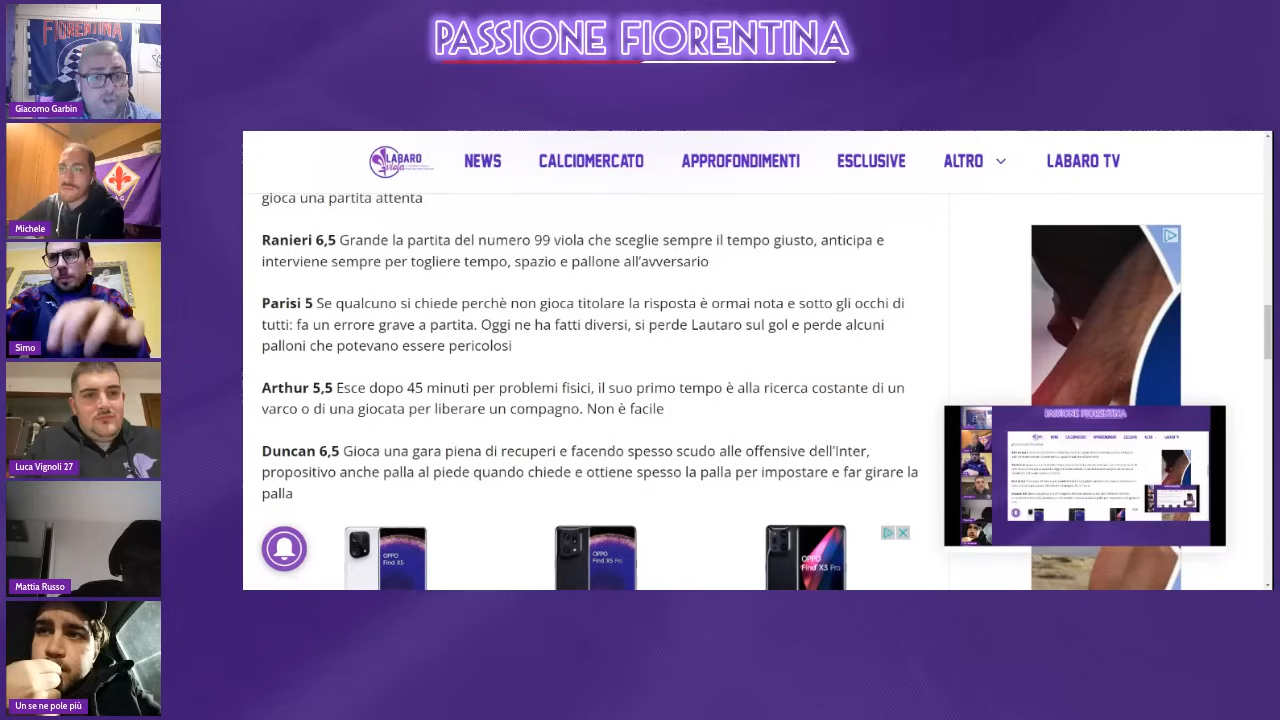 PASSIONE FIORENTINA
FIORENTINA
Giacomo Garbin
Michele
Simo
Luca Vignoli 27
Mattia Russo
Un se ne pole più
LABARO
viola
NEWS
CALCIOMERCATO
APPROFONDIMENTI
ESCLUSIVE
ALTRO
LABARO TV
gioca una partita attenta
Ranieri 6,5 Grande la partita del numero 99 viola che sceglie sempre il tempo giusto, anticipa e
interviene sempre per togliere tempo, spazio e pallone all'avversario
Parisi 5 Se qualcuno si chiede perchè non gioca titolare la risposta è ormai nota e sotto gli occhi di
tutti: fa un errore grave a partita. Oggi ne ha fatti diversi, si perde Lautaro sul gol e perde alcuni
palloni che potevano essere pericolosi
Arthur 5,5 Esce dopo 45 minuti per problemi fisici, il suo primo tempo è alla ricerca costante di un
varco o di una giocata per liberare un compagno. Non è facile
Duncan 6,5 Gioca una gara piena di recuperi e facendo spesso scudo alle offensive dell'Inter,
propositivo con la palla al piede quando chiede e ottiene spesso la palla per impostare e far girare la
palla
OPPO
Find X5
OPPO
Find X5 Pro
OPPO
Find X3 Pro
PASSIONE FIORENTINA